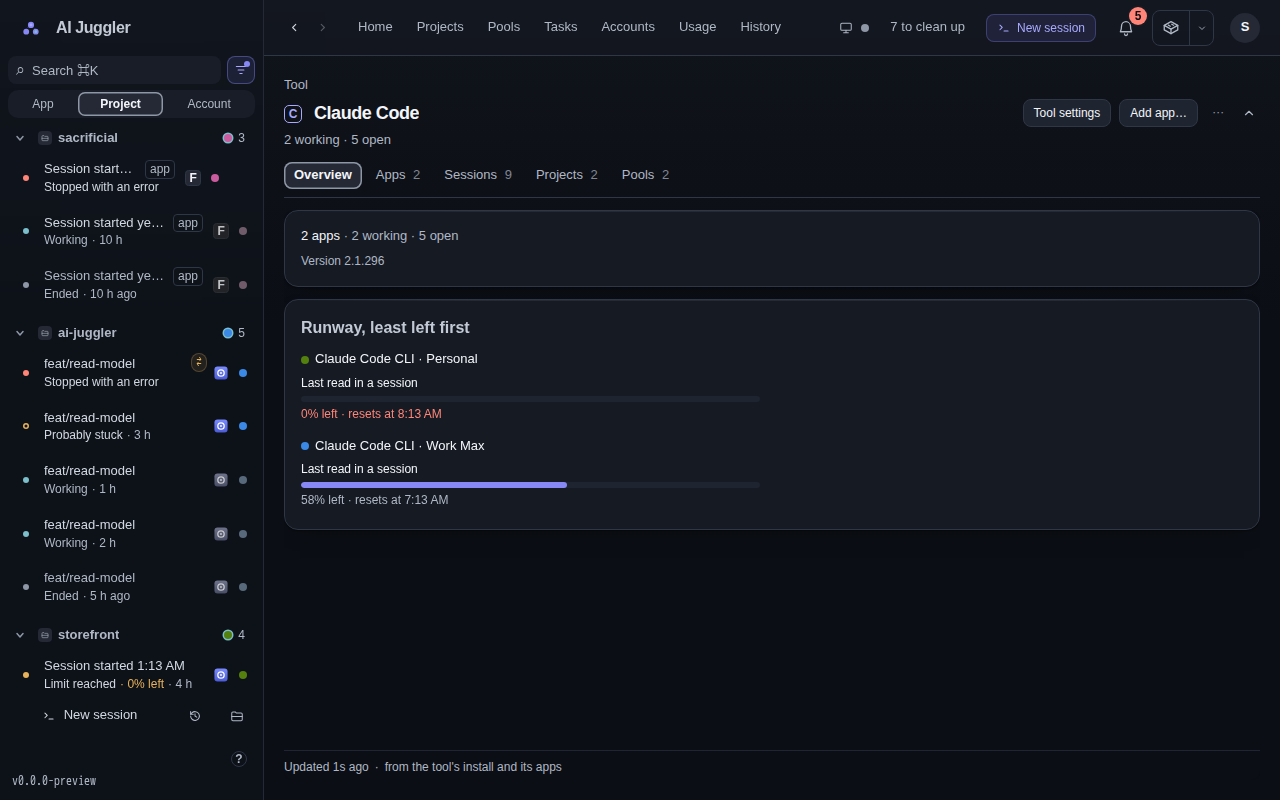 AI Juggler
Search ⌘K
App Project Account
sacrificial 3
Session start… app F
Stopped with an error
Session started ye… app F
Working · 10 h
Session started ye… app F
Ended · 10 h ago
ai-juggler 5
feat/read-model
Stopped with an error
feat/read-model
Probably stuck · 3 h
feat/read-model
Working · 1 h
feat/read-model
Working · 2 h
feat/read-model
Ended · 5 h ago
storefront 4
Session started 1:13 AM
Limit reached · 0% left · 4 h
New session
?
v0.0.0-preview
Home Projects Pools Tasks Accounts Usage History
7 to clean up
New session
5
S
Tool
C Claude Code
Tool settings Add app… ···
2 working · 5 open
Overview Apps 2 Sessions 9 Projects 2 Pools 2
2 apps · 2 working · 5 open
Version 2.1.296
Runway, least left first
Claude Code CLI · Personal
Last read in a session
0% left · resets at 8:13 AM
Claude Code CLI · Work Max
Last read in a session
58% left · resets at 7:13 AM
Updated 1s ago · from the tool's install and its apps